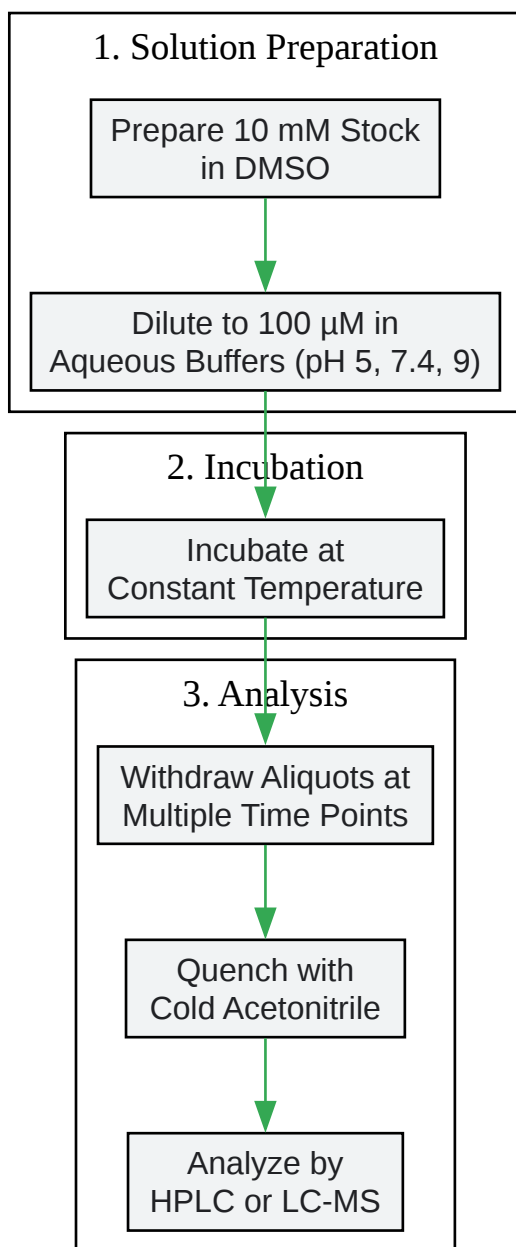 1. Solution Preparation
Prepare 10 mM Stock
in DMSO
Dilute to 100 µM in
Aqueous Buffers (pH 5, 7.4, 9)
2. Incubation
Incubate at
Constant Temperature
3. Analysis
Withdraw Aliquots at
Multiple Time Points
Quench with
Cold Acetonitrile
Analyze by
HPLC or LC-MS